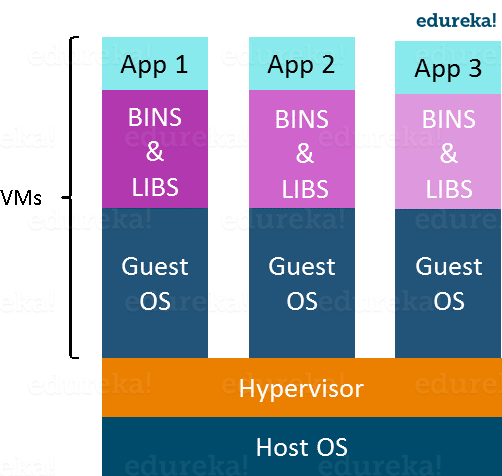 edureka!
App 1
App 2
App 3
BINS
&
LIBS
BINS
&
LIBS
BINS
&
LIBS
VMs
Guest
OS
Guest
OS
Guest
OS
Hypervisor
Host OS